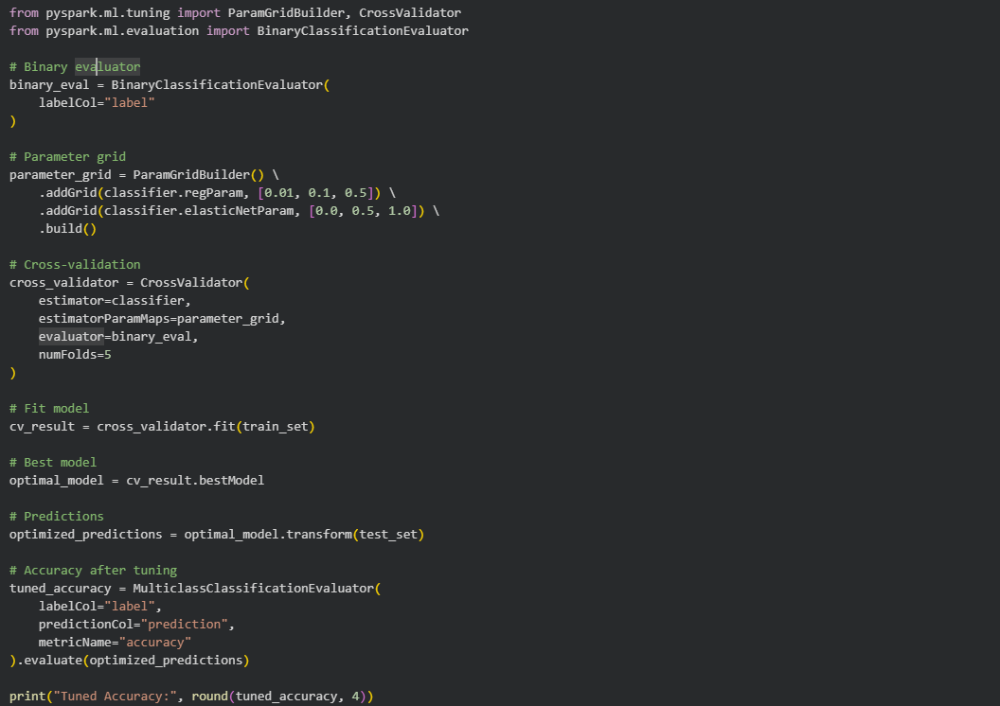 from pyspark.ml.tuning import ParamGridBuilder, CrossValidator
from pyspark.ml.evaluation import BinaryClassificationEvaluator

# Binary evaluator
binary_eval = BinaryClassificationEvaluator(
    labelCol="label"
)

# Parameter grid
parameter_grid = ParamGridBuilder() \
    .addGrid(classifier.regParam, [0.01, 0.1, 0.5]) \
    .addGrid(classifier.elasticNetParam, [0.0, 0.5, 1.0]) \
    .build()

# Cross-validation
cross_validator = CrossValidator(
    estimator=classifier,
    estimatorParamMaps=parameter_grid,
    evaluator=binary_eval,
    numFolds=5
)

# Fit model
cv_result = cross_validator.fit(train_set)

# Best model
optimal_model = cv_result.bestModel

# Predictions
optimized_predictions = optimal_model.transform(test_set)

# Accuracy after tuning
tuned_accuracy = MulticlassClassificationEvaluator(
    labelCol="label",
    predictionCol="prediction",
    metricName="accuracy"
).evaluate(optimized_predictions)

print("Tuned Accuracy:", round(tuned_accuracy, 4))